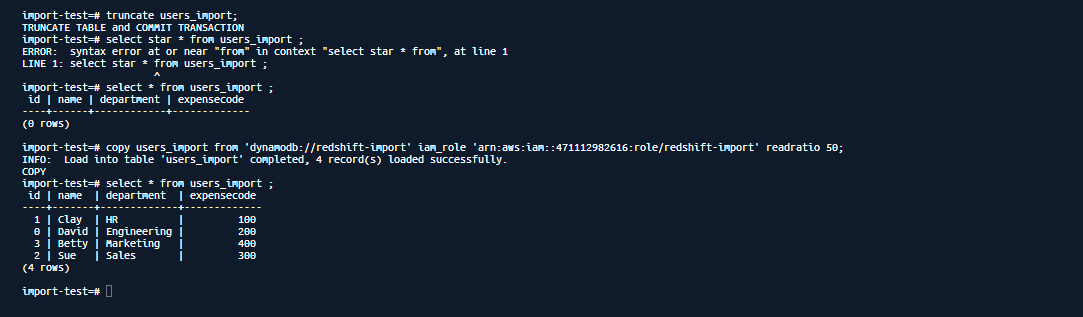 import-test=# truncate users_import;
TRUNCATE TABLE and COMMIT TRANSACTION
import-test=# select star * from users_import ;
ERROR:  syntax error at or near "from" in context "select star * from", at line 1
LINE 1: select star * from users_import ;
                      ^
import-test=# select * from users_import ;
 id | name | department | expensecode
----+------+------------+-------------
(0 rows)

import-test=# copy users_import from 'dynamodb://redshift-import' iam_role 'arn:aws:iam::471112982616:role/redshift-import' readratio 50;
INFO:  Load into table 'users_import' completed, 4 record(s) loaded successfully.
COPY
import-test=# select * from users_import ;
 id | name  | department  | expensecode
----+-------+-------------+-------------
  1 | Clay  | HR          |         100
  0 | David | Engineering |         200
  3 | Betty | Marketing   |         400
  2 | Sue   | Sales       |         300
(4 rows)

import-test=#